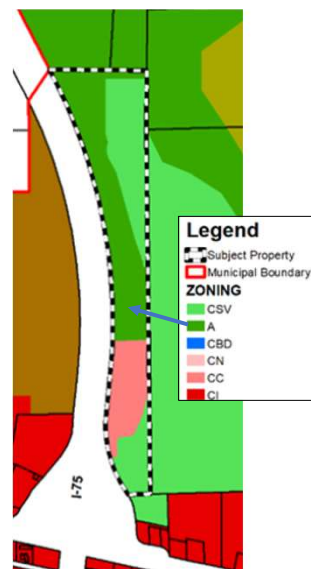 Legend
Subject Property
Municipal Boundary
ZONING
CSV
A
CBD
CN
CC
CI
I-75